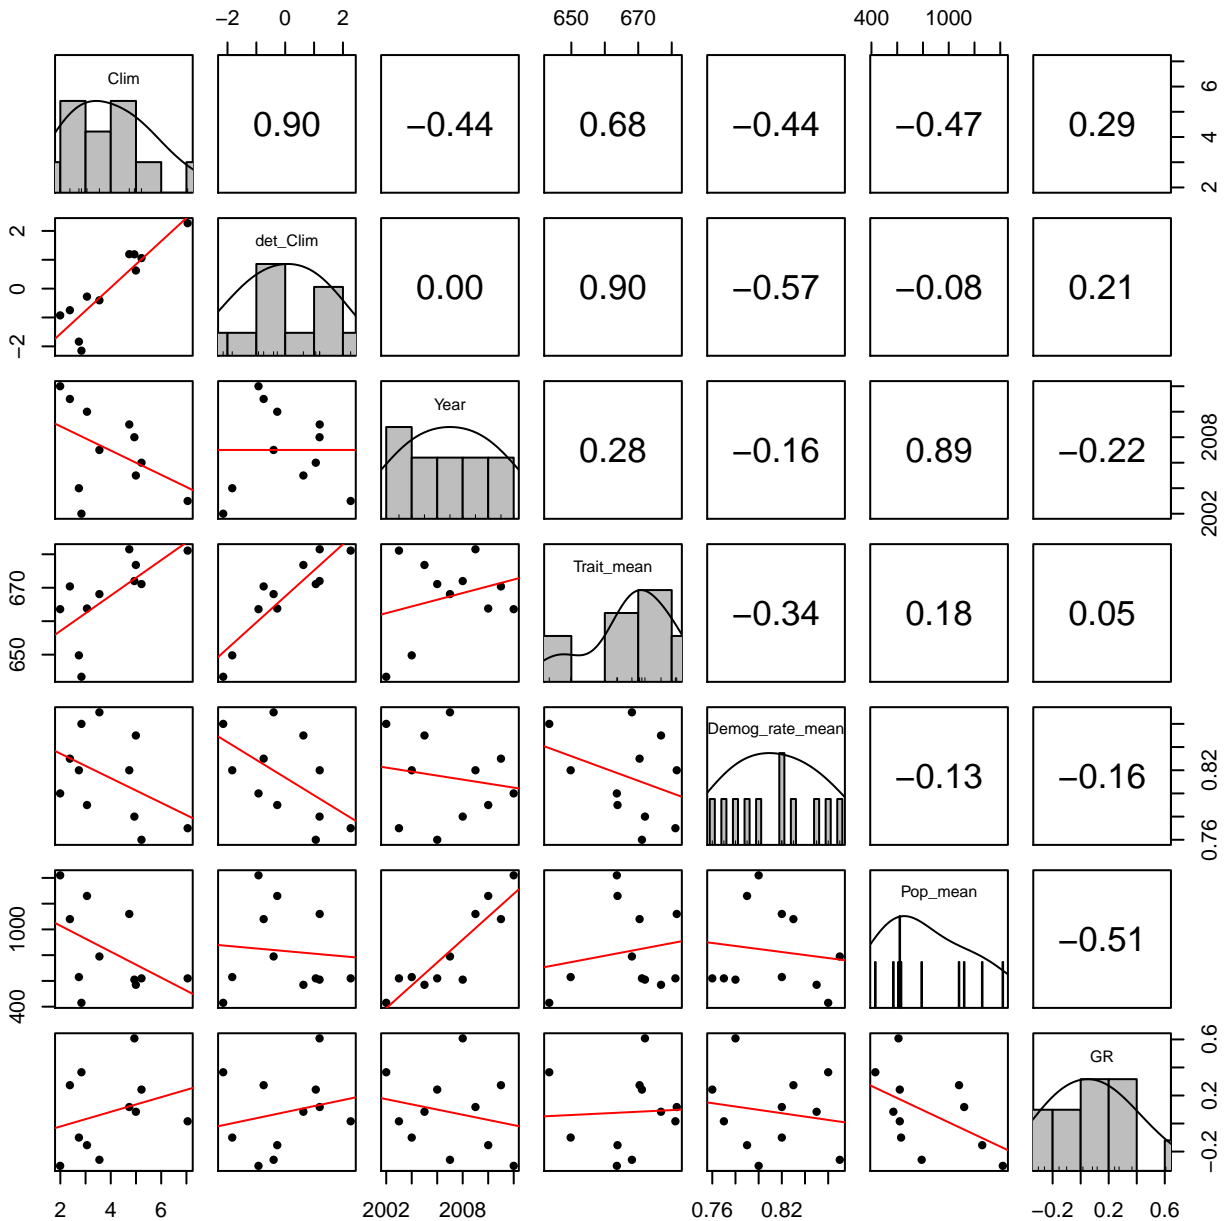 −2 0 2 650 670 400 1000
Clim 0.90 −0.44 0.68 −0.44 −0.47 0.29 2 4 6
−2 0 2 det_Clim 0.00 0.90 −0.57 −0.08 0.21
Year 0.28 −0.16 0.89 −0.22 2002 2008
650 670 Trait_mean −0.34 0.18 0.05
Demog_rate_mean −0.13 −0.16 0.76 0.82
400 1000 Pop_mean −0.51
GR −0.2 0.2 0.6
2 4 6 2002 2008 0.76 0.82 −0.2 0.2 0.6